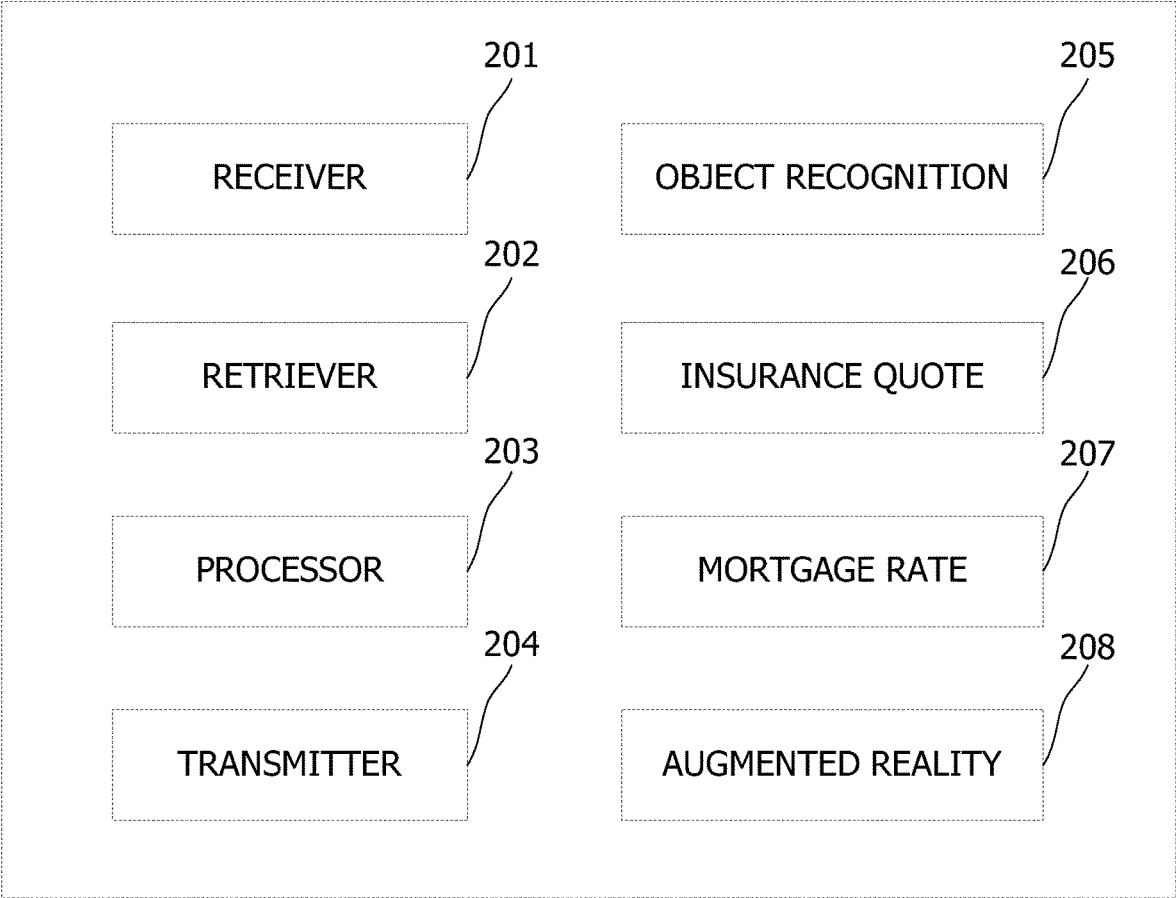 201
RECEIVER
202
RETRIEVER
203
PROCESSOR
204
TRANSMITTER
205
OBJECT RECOGNITION
206
INSURANCE QUOTE
207
MORTGAGE RATE
208
AUGMENTED REALITY